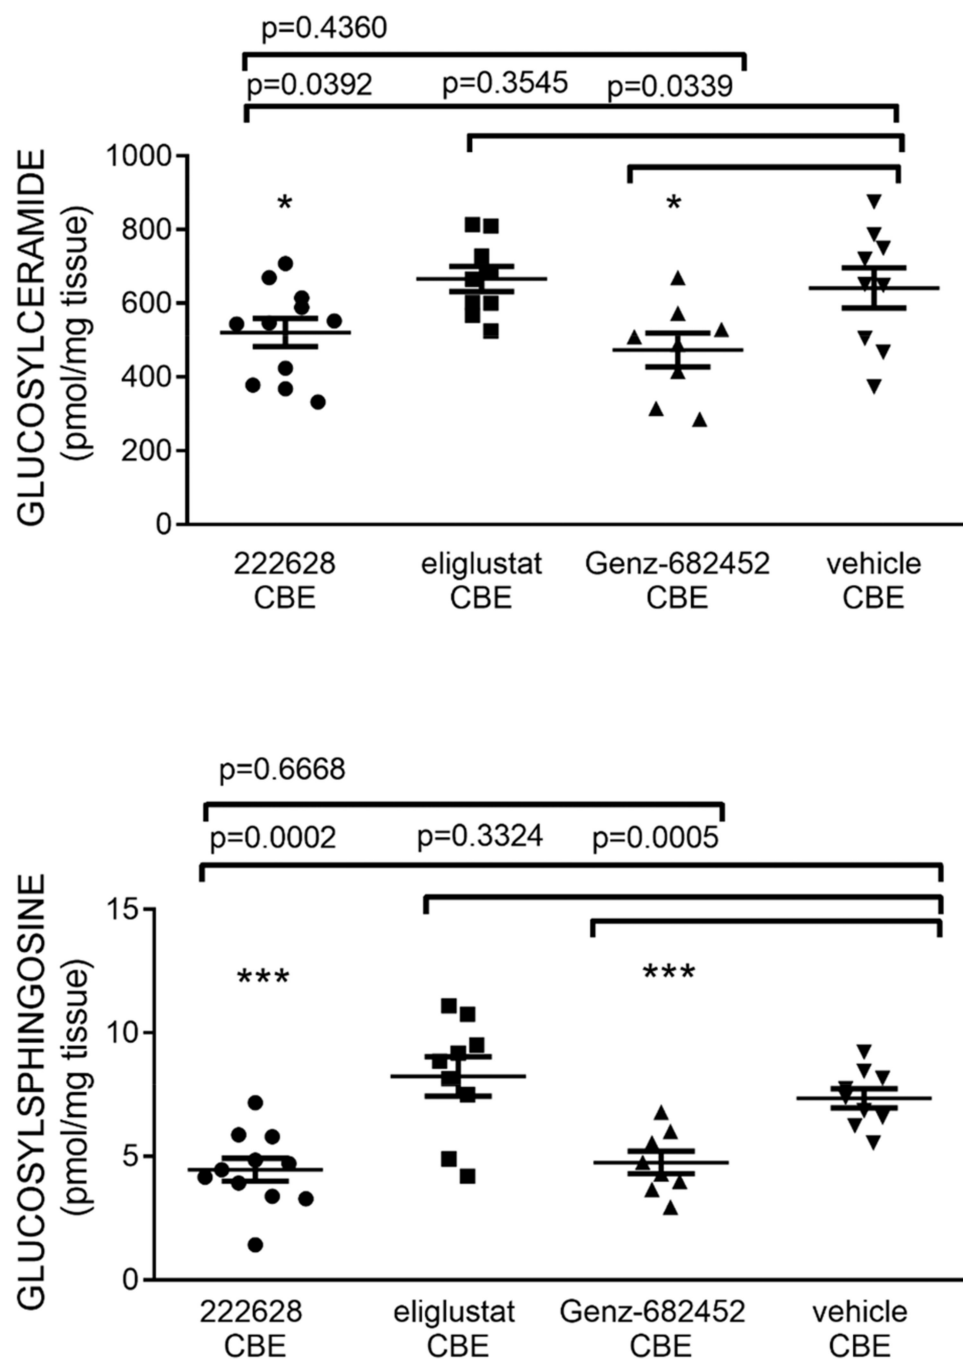 p=0.4360
p=0.0392 p=0.3545 p=0.0339
GLUCOSYLCERAMIDE
(pmol/mg tissue)
1000
800
600
400
200
0
* *
222628 eliglustat Genz-682452 vehicle
CBE CBE CBE CBE
p=0.6668
p=0.0002 p=0.3324 p=0.0005
GLUCOSYLSPHINGOSINE
(pmol/mg tissue)
15
10
5
0
*** ***
222628 eliglustat Genz-682452 vehicle
CBE CBE CBE CBE